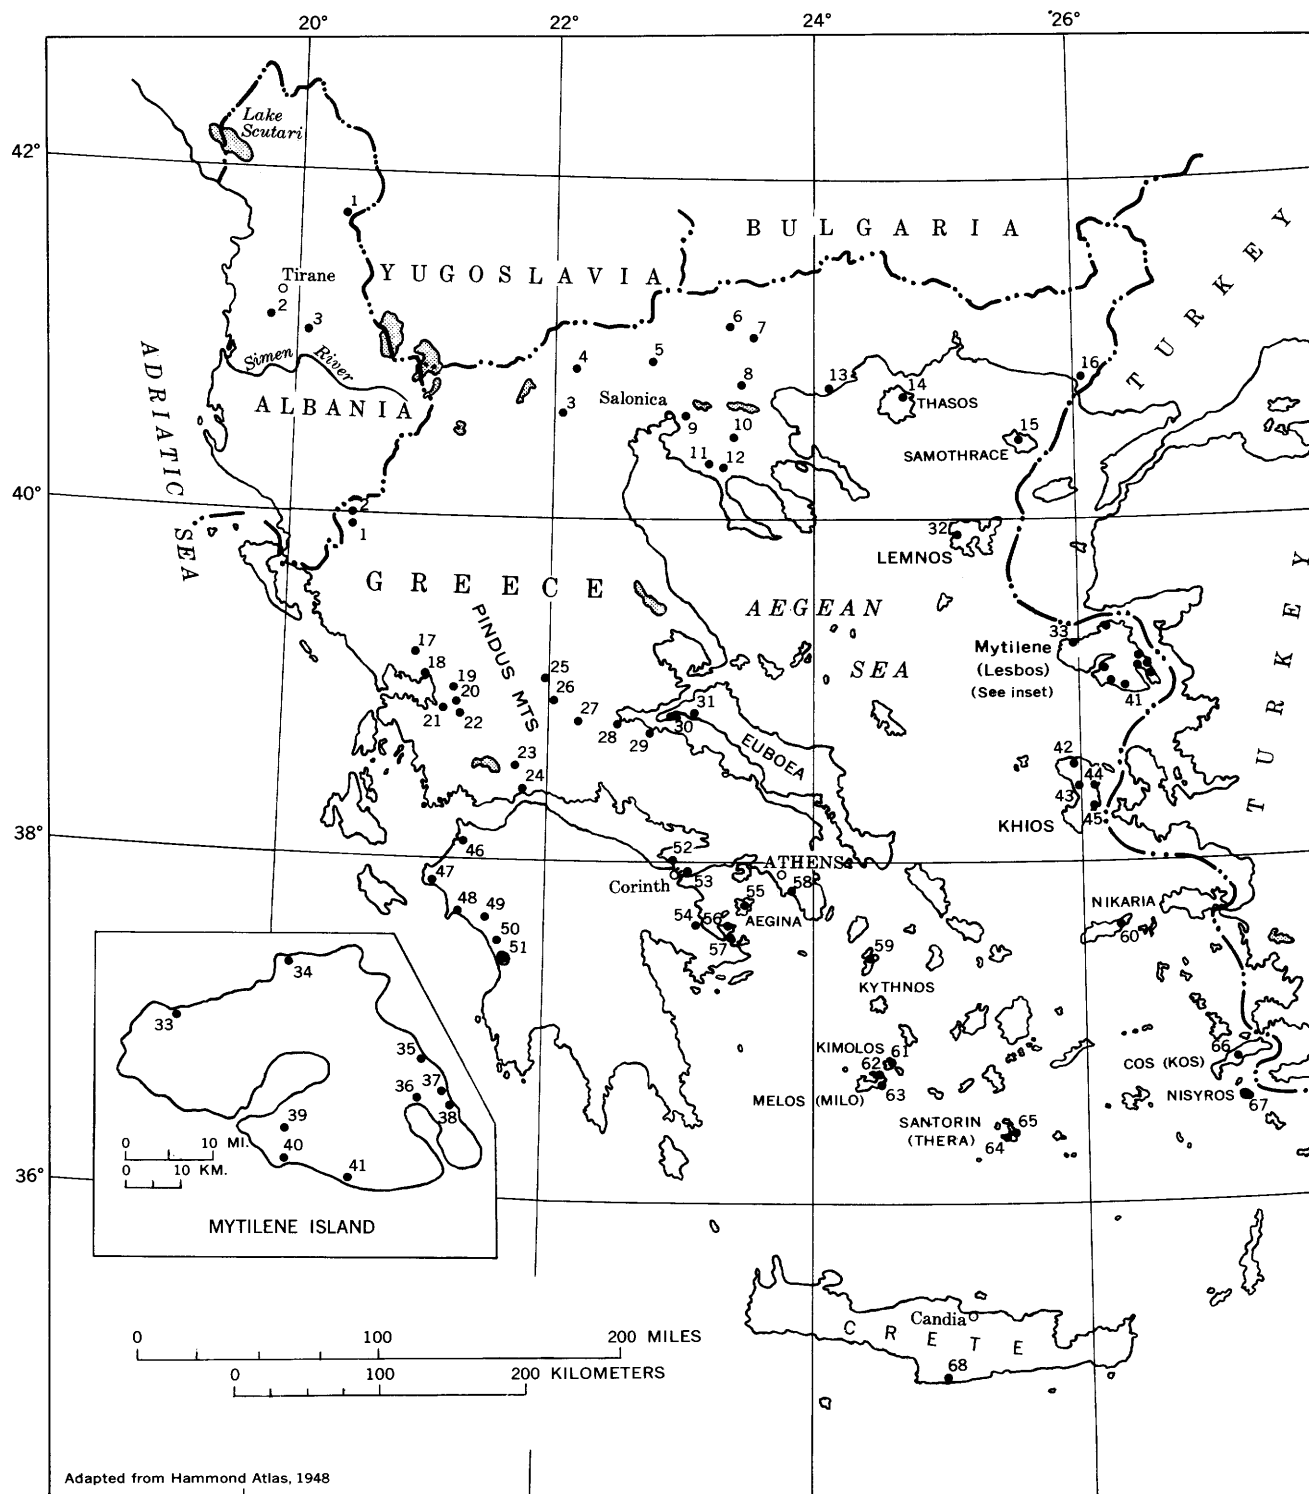 20°
22°
24°
26°
Lake
Scutari
42°
1
BULGARIA
TURKEY
Tirane
YUGOSLAVIA
2
3
6
7
ADRIATIC
SEA
Simen River
4
5
8
13
16
14
THASOS
ALBANIA
Salonica
3
9
10
15
SAMOTHRACE
11
12
40°
2
1
32
LEMNOS
TURKEY
GREECE
AEGEAN
SEA
PINDUS MTS
33
Mytilene
(Lesbos)
(See inset)
41
17
18
19
20
21
22
25
26
27
28
29
30
31
EUBOEA
23
24
42
44
43
45
KHIOS
38°
46
52
ATHENS
47
Corinth
53
58
48
49
55
54
56
AEGINA
57
NIKARIA
60
50
51
59
KYTHNOS
34
33
35
36
37
38
39
40
41
0 10 MI.
0 10 KM.
MYTILENE ISLAND
KIMOLOS
61
62
63
MELOS (MILO)
66
COS (KOS)
NISYROS
67
SANTORIN
(THERA)
65
64
36°
Candia
CRETE
68
0 100 200 MILES
0 100 200 KILOMETERS
Adapted from Hammond Atlas, 1948